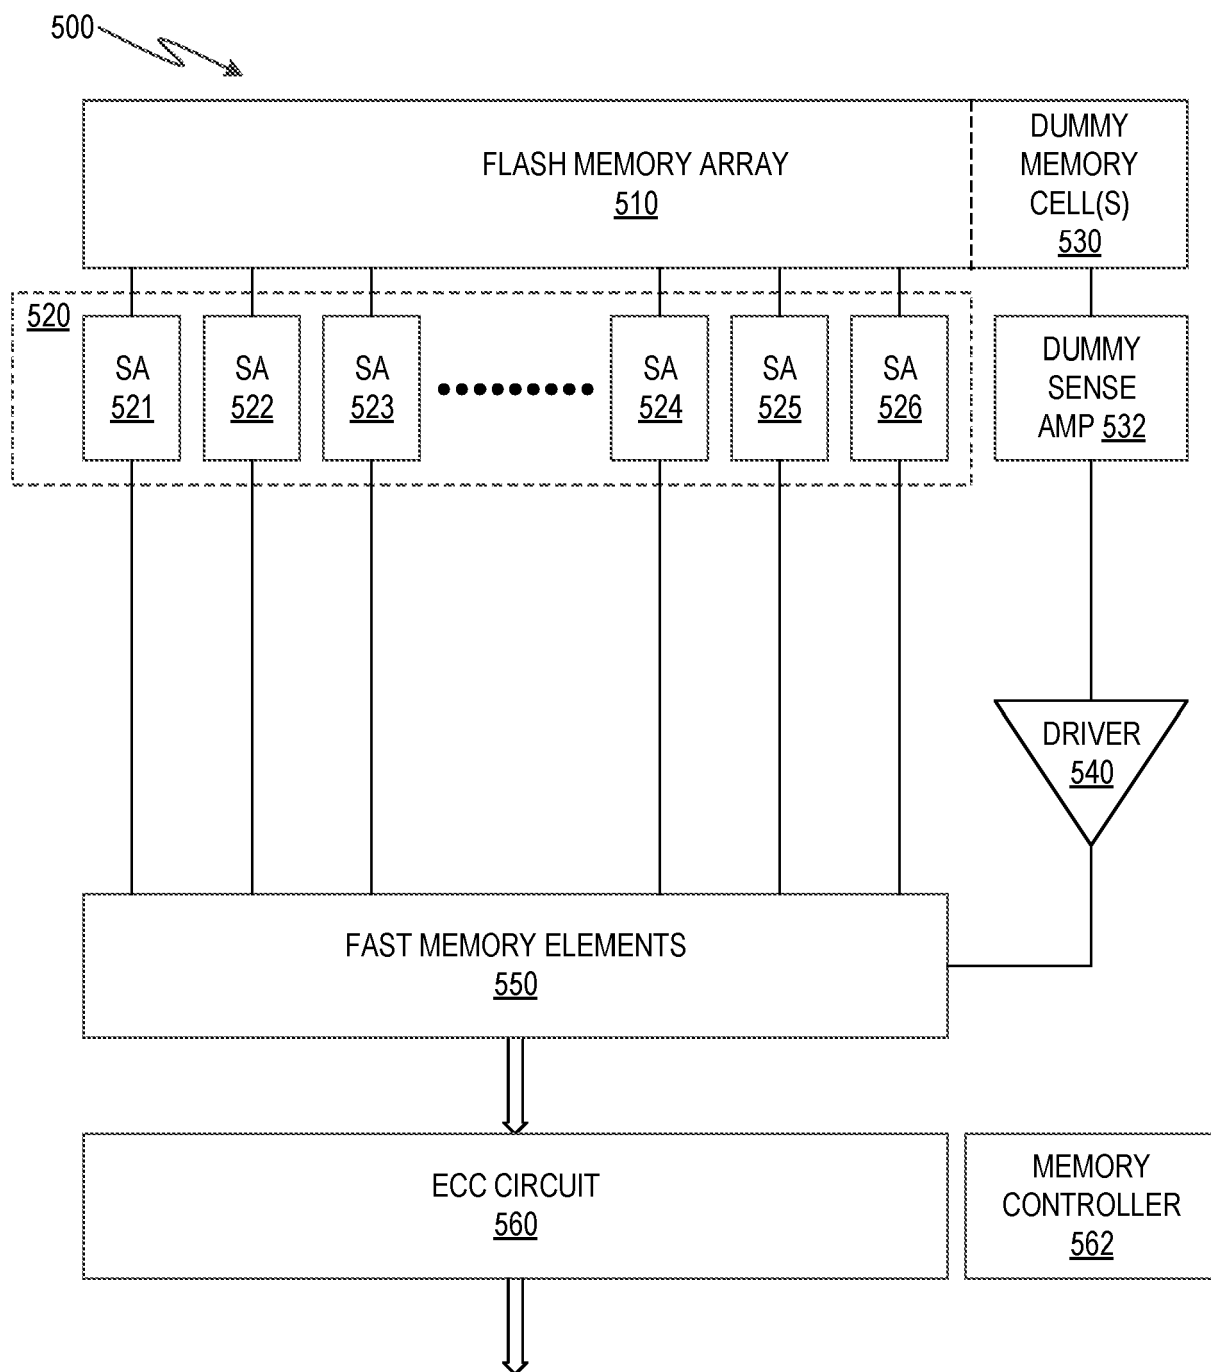 500
FLASH MEMORY ARRAY
510
DUMMY
MEMORY
CELL(S)
530
520
SA
521
SA
522
SA
523
SA
524
SA
525
SA
526
DUMMY
SENSE
AMP 532
DRIVER
540
FAST MEMORY ELEMENTS
550
ECC CIRCUIT
560
MEMORY
CONTROLLER
562